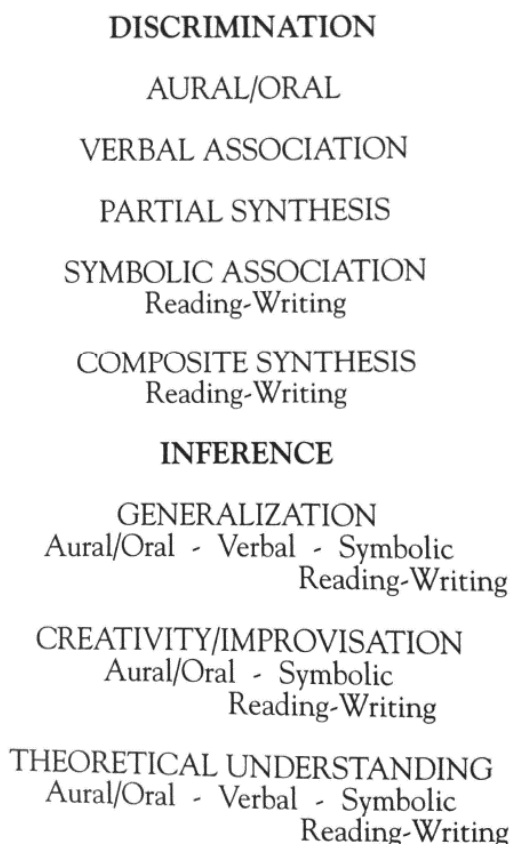 DISCRIMINATION
AURAL/ORAL
VERBAL ASSOCIATION
PARTIAL SYNTHESIS
SYMBOLIC ASSOCIATION
Reading-Writing
COMPOSITE SYNTHESIS
Reading-Writing
INFERENCE
GENERALIZATION
Aural/Oral - Verbal - Symbolic
Reading-Writing
CREATIVITY/IMPROVISATION
Aural/Oral - Symbolic
Reading-Writing
THEORETICAL UNDERSTANDING
Aural/Oral - Verbal - Symbolic
Reading-Writing